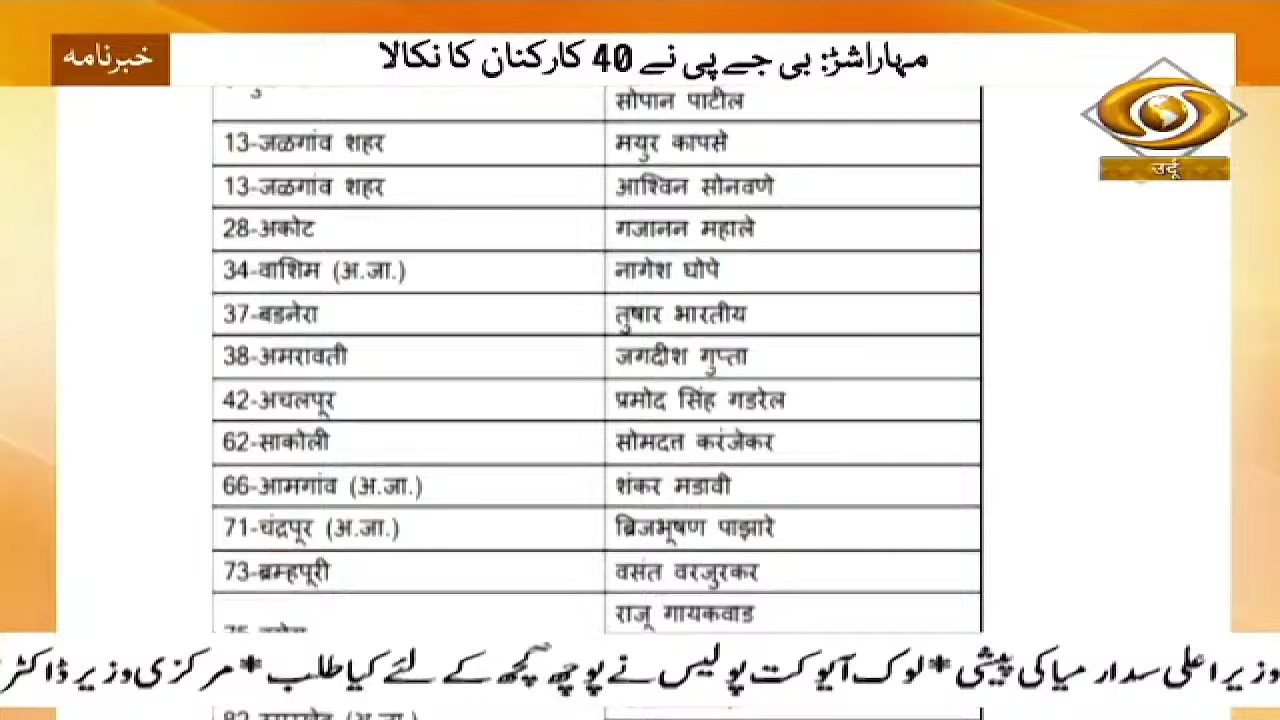 خبرنامہ
مہاراشٹر: بی جے پی نے 40 کارکنان کا نکالا
उर्दू
सोपान पाटील
13-जळगांव शहर मयुर कापसे
13-जळगांव शहर आश्विन सोनवणे
28-अकोट गजानन महाले
34-वाशिम (अ.जा.) नागेश घोपे
37-बडनेरा तुषार भारतीय
38-अमरावती जगदीश गुप्ता
42-अचलपूर प्रमोद सिंह गडरेल
62-साकोली सोमदत्त करंजेकर
66-आमगांव (अ.जा.) शंकर मडावी
71-चंद्रपूर (अ.जा.) ब्रिजभूषण पाझारे
73-ब्रम्हपूरी वसंत वरजुरकर
राजू गायकवाड
وزیر اعلی سدار میا کی پیشی * لوک آیوکت پولیس نے پوچھ گچھ کے لئے کیا طلب * مرکزی وزیر ڈاکٹر